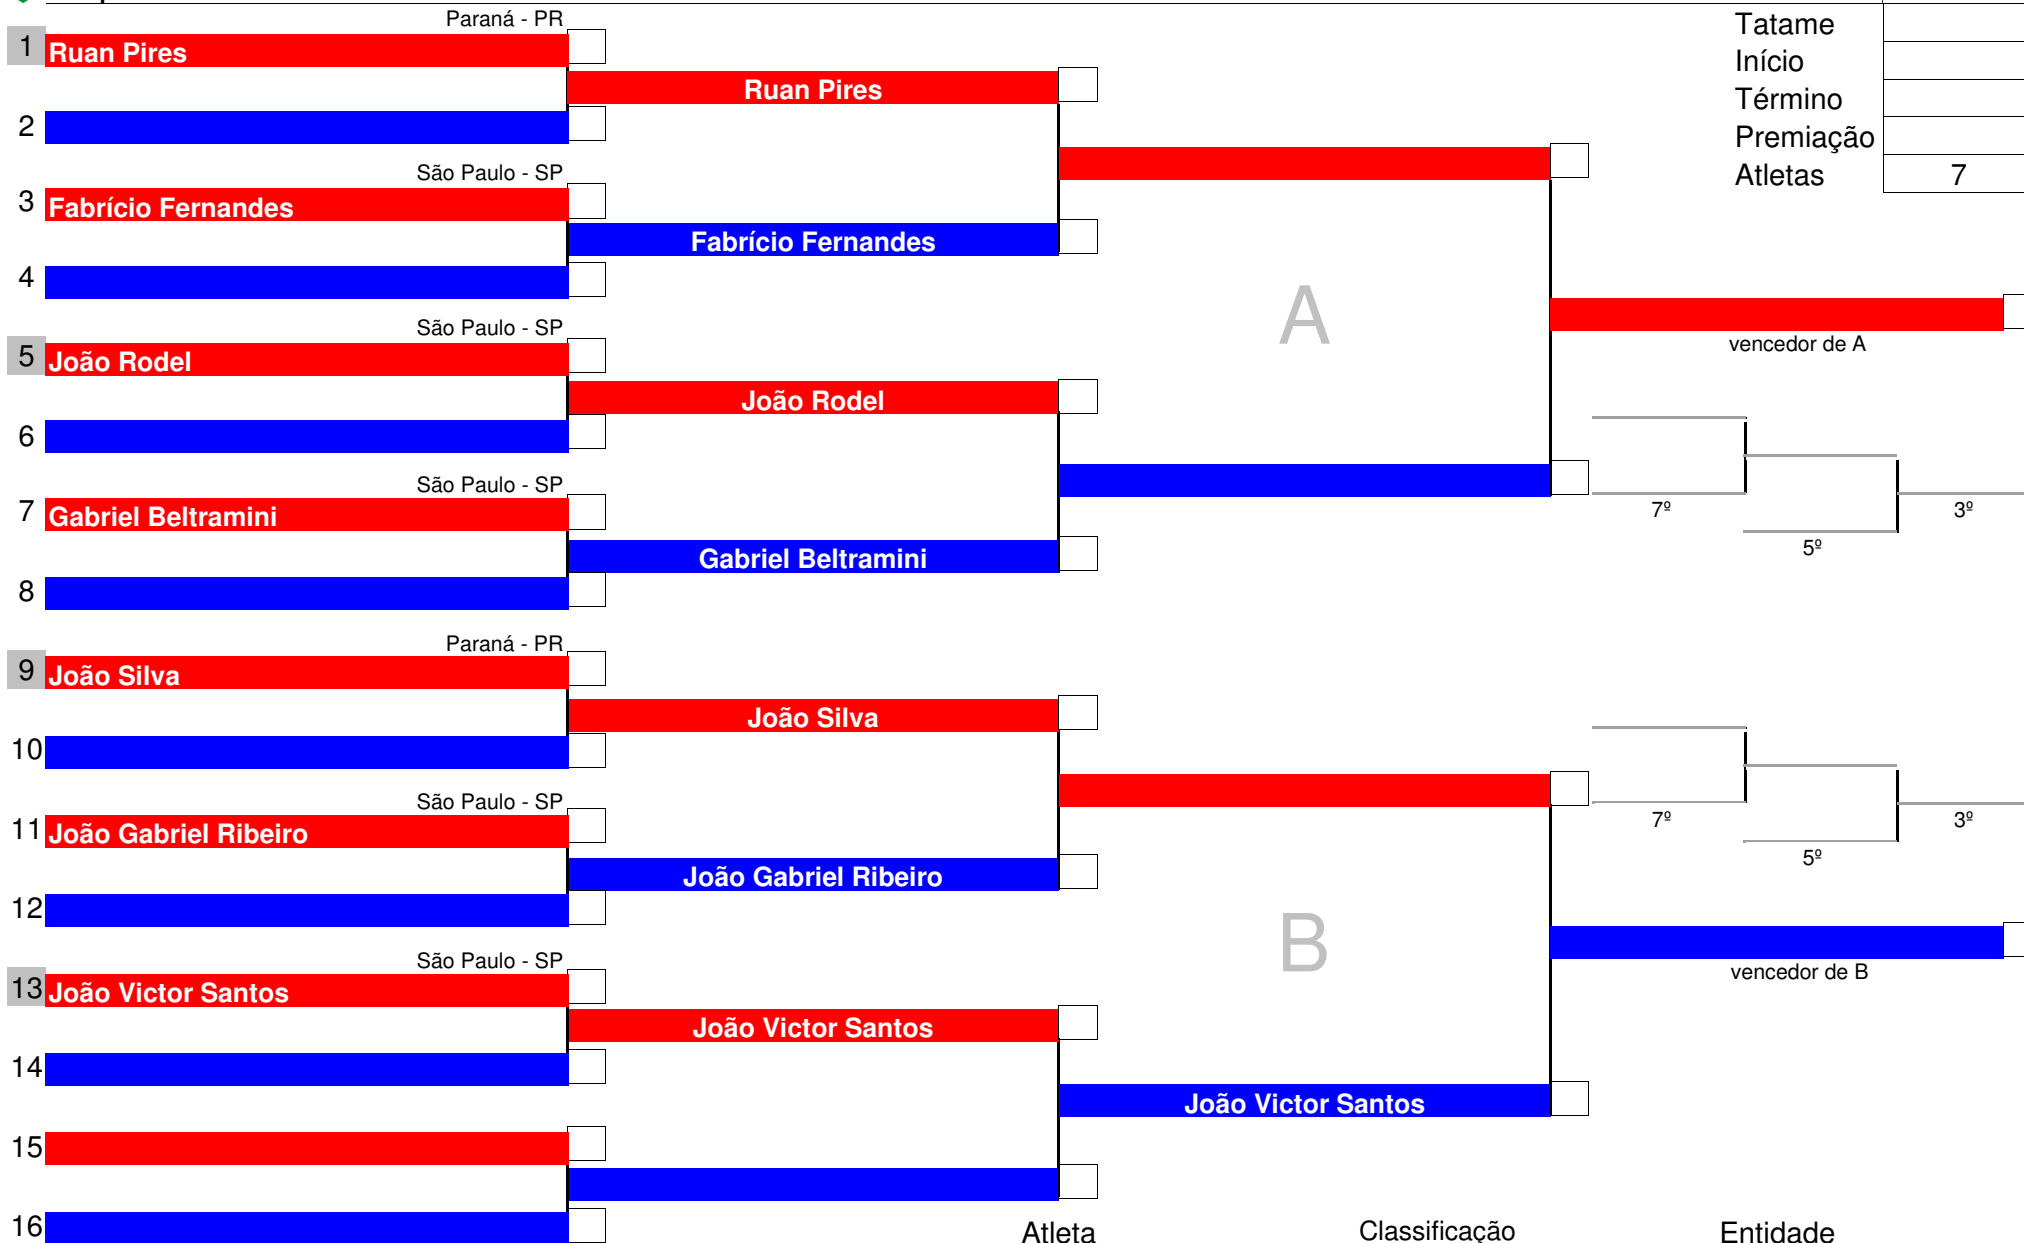 Paraná - PR
Tatame
1 Ruan Pires
Início
Ruan Pires
Término
2
Premiação
São Paulo - SP
Atletas 7
3 Fabrício Fernandes
Fabrício Fernandes
4
A
São Paulo - SP
vencedor de A
5 João Rodel
João Rodel
6
São Paulo - SP
7 Gabriel Beltramini
7º
3º
5º
Gabriel Beltramini
8
Paraná - PR
9 João Silva
João Silva
10
São Paulo - SP
11 João Gabriel Ribeiro
7º
3º
5º
João Gabriel Ribeiro
12
B
São Paulo - SP
vencedor de B
13 João Victor Santos
João Victor Santos
14
João Victor Santos
15
16
Atleta Classificação Entidade